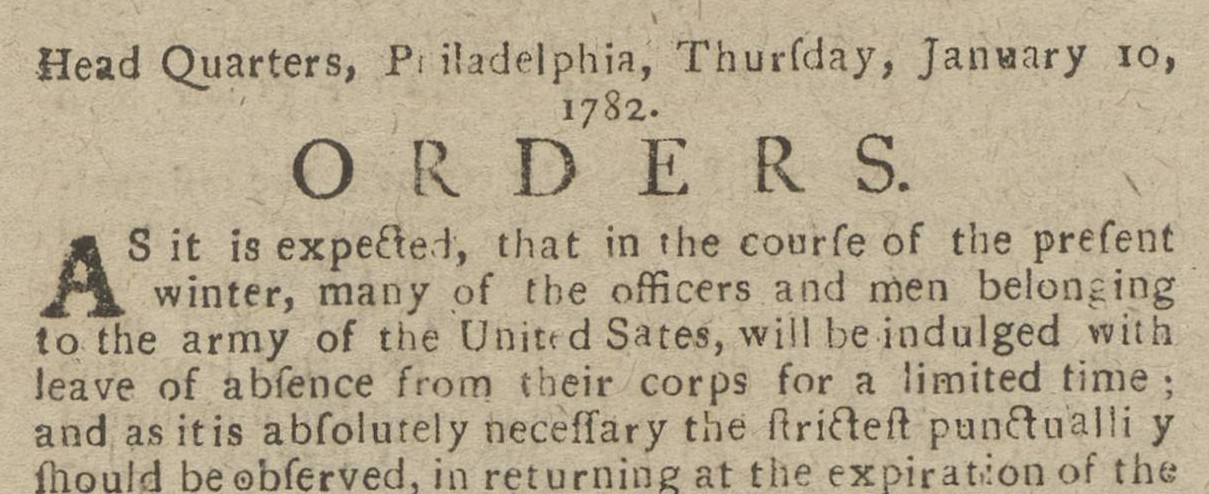 Head Quarters, Philadelphia, Thurſday, January 10,
1782.
ORDERS.
AS it is expected, that in the courſe of the preſent
winter, many of the officers and men belonging
to the army of the United Sates, will be indulged with
leave of abſence from their corps for a limited time;
and as it is abſolutely neceſſary the ſtricteſt punctualli y
ſhould be obſerved, in returning at the expiration of the